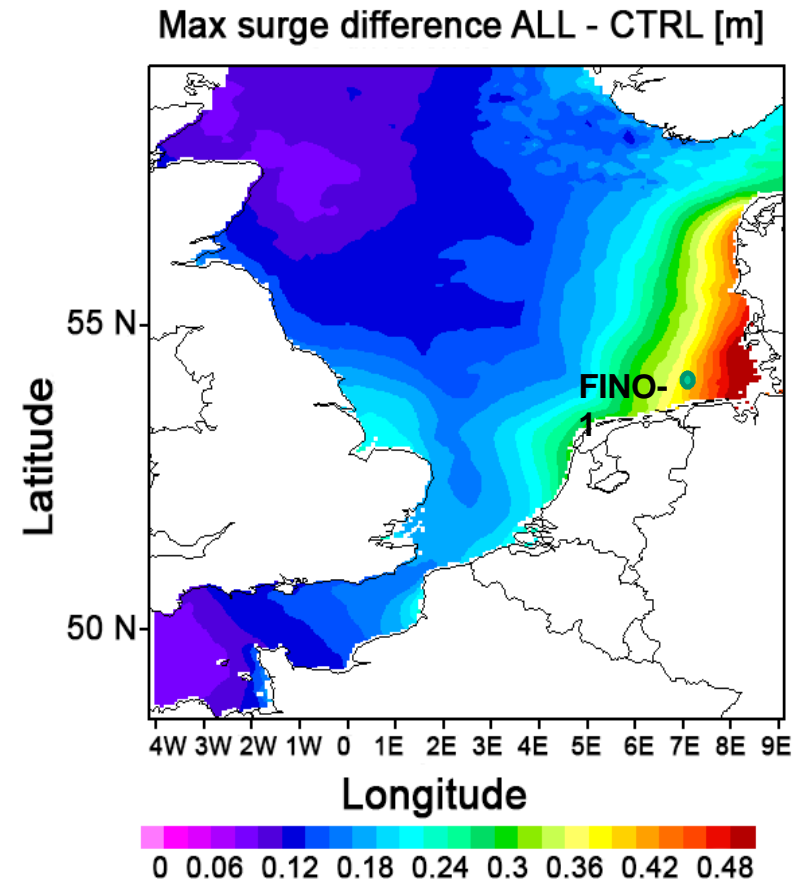 Max surge difference ALL - CTRL [m]
55 N
FINO-
1
Latitude
50 N
4W 3W 2W 1W 0 1E 2E 3E 4E 5E 6E 7E 8E 9E
Longitude
0 0.06 0.12 0.18 0.24 0.3 0.36 0.42 0.48